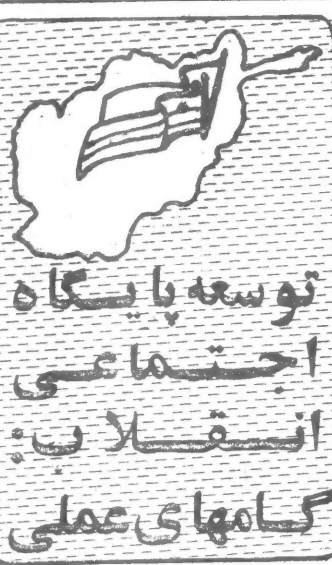 توسعه پایگاه
اجتماعی
انقلاب:
گامهای عملی